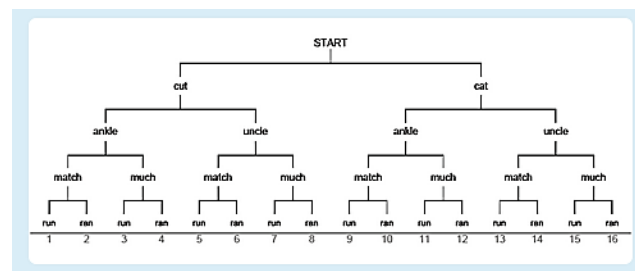 START
cut cat
ankle uncle ankle uncle
match much match much match much match much
run ran run ran run ran run ran run ran run ran run ran run ran
1 2 3 4 5 6 7 8 9 10 11 12 13 14 15 16